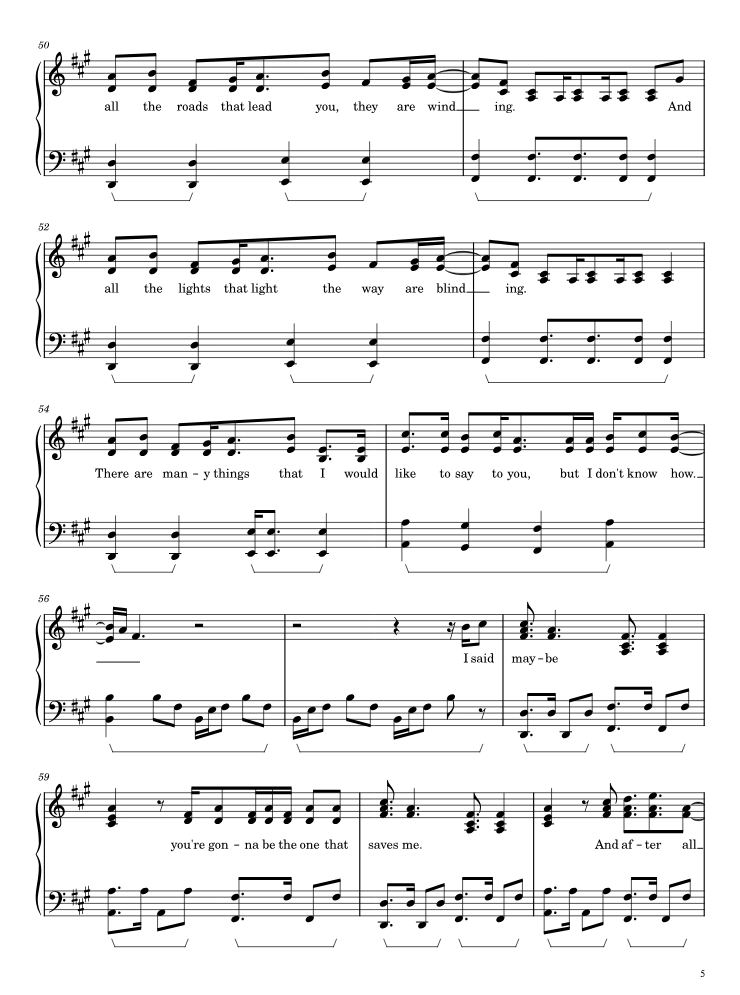 50
all the roads that lead you, they are wind ing. And
52
all the lights that light the way are blind ing.
54
There are man - y things that I would like to say to you, but I don't know how.
56
I said may - be
59
you're gon - na be the one that saves me. And af - ter all
5